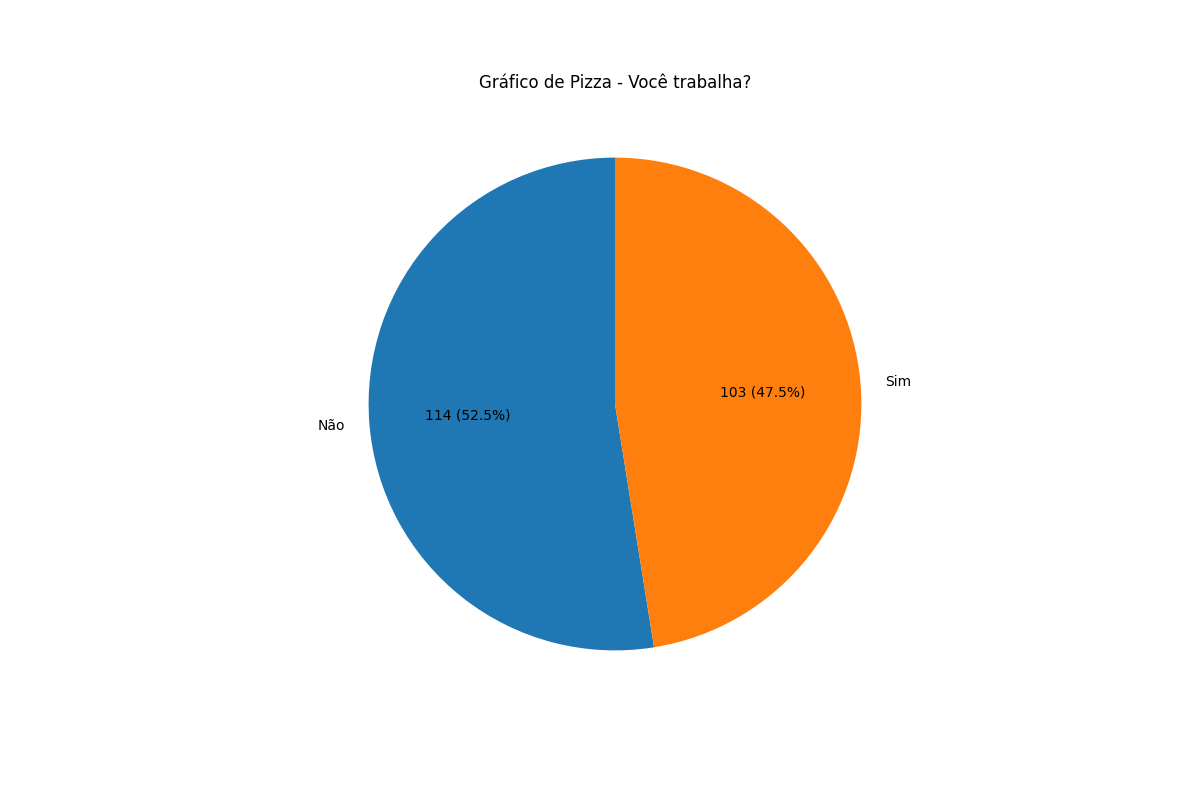 Gráfico de Pizza - Você trabalha?
Sim
103 (47.5%)
114 (52.5%)
Não